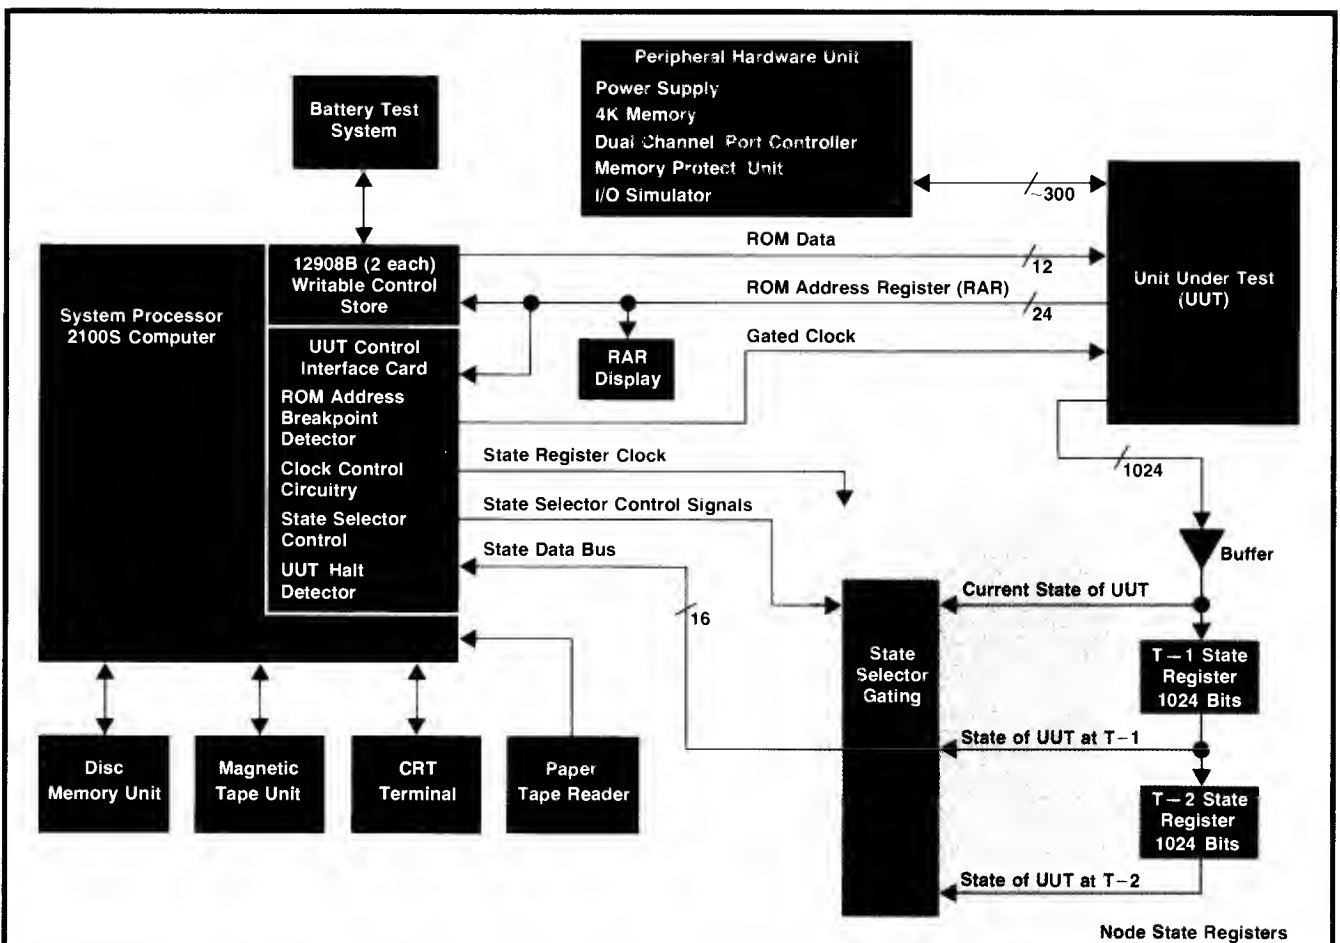 Peripheral Hardware Unit
Power Supply
4K Memory
Dual Channel Port Controller
Memory Protect Unit
I/O Simulator
Battery Test
System
~300
ROM Data
12
12908B (2 each)
Writable Control
Store
Unit Under Test
(UUT)
ROM Address Register (RAR)
24
System Processor
2100S Computer
Gated Clock
UUT Control
Interface Card
RAR
Display
ROM Address
Breakpoint
Detector
State Register Clock
Clock Control
Circuitry
1024
State Selector Control Signals
State Selector
Control
State Data Bus
UUT Halt
Detector
Buffer
Current State of UUT
16
State
Selector
Gating
T−1 State
Register
1024 Bits
State of UUT at T−1
Disc
Memory Unit
Magnetic
Tape Unit
CRT
Terminal
Paper
Tape Reader
T−2 State
Register
1024 Bits
State of UUT at T−2
Node State Registers